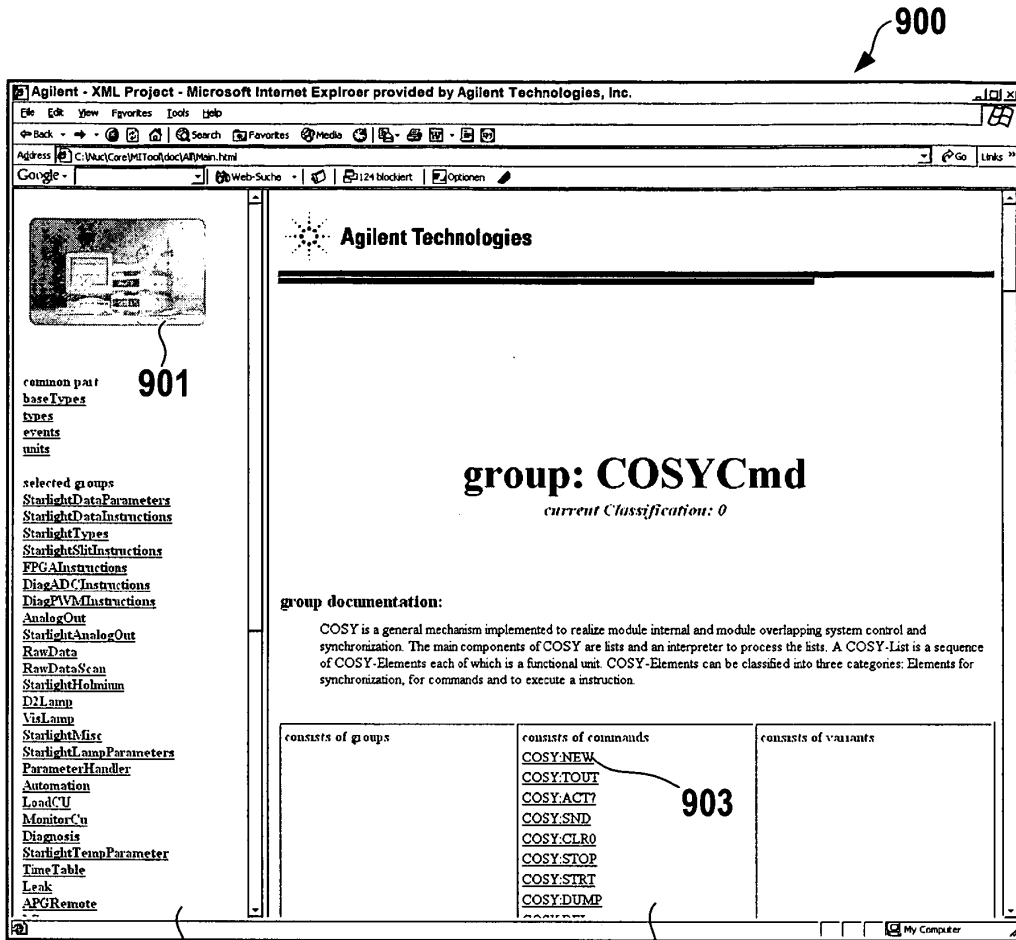 900
Agilent - XML Project - Microsoft Internet Explroer provided by Agilent Technologies, Inc.
File Edit View Favorites Tools Help
Back Search Favorites Media
Address C:\Nuc\Core\MITool\doc\All\Main.html Go Links »
Google - Web-Suche 124 blockiert Optionen
901
common part
baseTypes
types
events
units
selected groups
StarlightDataParameters
StarlightDataInstructions
StarlightTypes
StarlightSlitInstructions
FPGAInstructions
DiagADCInstructions
DiagPWMInstructions
AnalogOut
StarlightAnalogOut
RawData
RawDataScan
StarlightHolmium
D2Lamp
VisLamp
StarlightMisc
StarlightLampParameters
ParameterHandler
Automation
LoadCU
MonitorCu
Diagnosis
StarlightTempParameter
TimeTable
Leak
APGRemote
Agilent Technologies
group: COSYCmd
current Classification: 0
group documentation:
COSY is a general mechanism implemented to realize module internal and module overlapping system control and
synchronization. The main components of COSY are lists and an interpreter to process the lists. A COSY-List is a sequence
of COSY-Elements each of which is a functional unit. COSY-Elements can be classified into three categories: Elements for
synchronization, for commands and to execute a instruction.
consists of groups
consists of commands
COSY:NEW
COSY:TOUT
COSY:ACT?
COSY:SND
COSY:CLR0
COSY:STOP
COSY:STRT
COSY:DUMP
903
consists of variants
My Computer